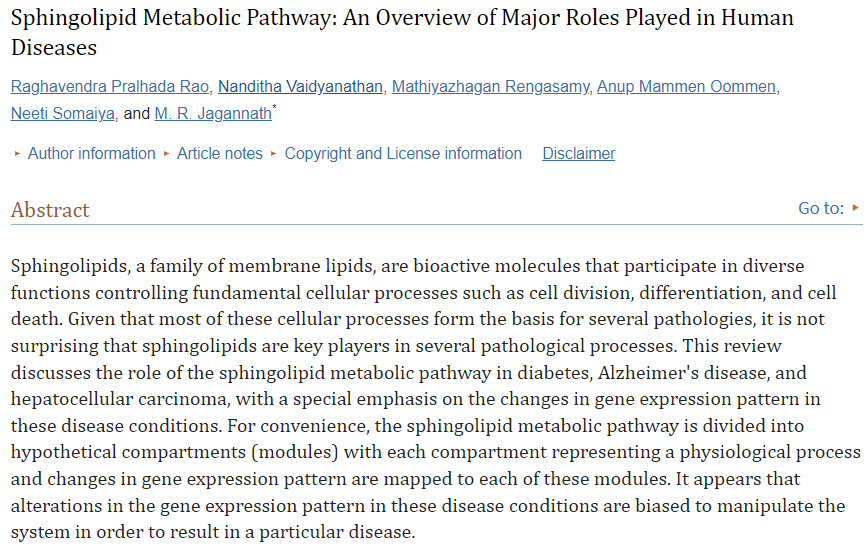 Sphingolipid Metabolic Pathway: An Overview of Major Roles Played in Human
Diseases
Raghavendra Pralhada Rao, Nanditha Vaidyanathan, Mathiyazhagan Rengasamy, Anup Mammen Oommen,
Neeti Somaiya, and M. R. Jagannath*
▸ Author information ▸ Article notes ▸ Copyright and License information Disclaimer
Abstract
Go to: ▸
Sphingolipids, a family of membrane lipids, are bioactive molecules that participate in diverse
functions controlling fundamental cellular processes such as cell division, differentiation, and cell
death. Given that most of these cellular processes form the basis for several pathologies, it is not
surprising that sphingolipids are key players in several pathological processes. This review
discusses the role of the sphingolipid metabolic pathway in diabetes, Alzheimer's disease, and
hepatocellular carcinoma, with a special emphasis on the changes in gene expression pattern in
these disease conditions. For convenience, the sphingolipid metabolic pathway is divided into
hypothetical compartments (modules) with each compartment representing a physiological process
and changes in gene expression pattern are mapped to each of these modules. It appears that
alterations in the gene expression pattern in these disease conditions are biased to manipulate the
system in order to result in a particular disease.